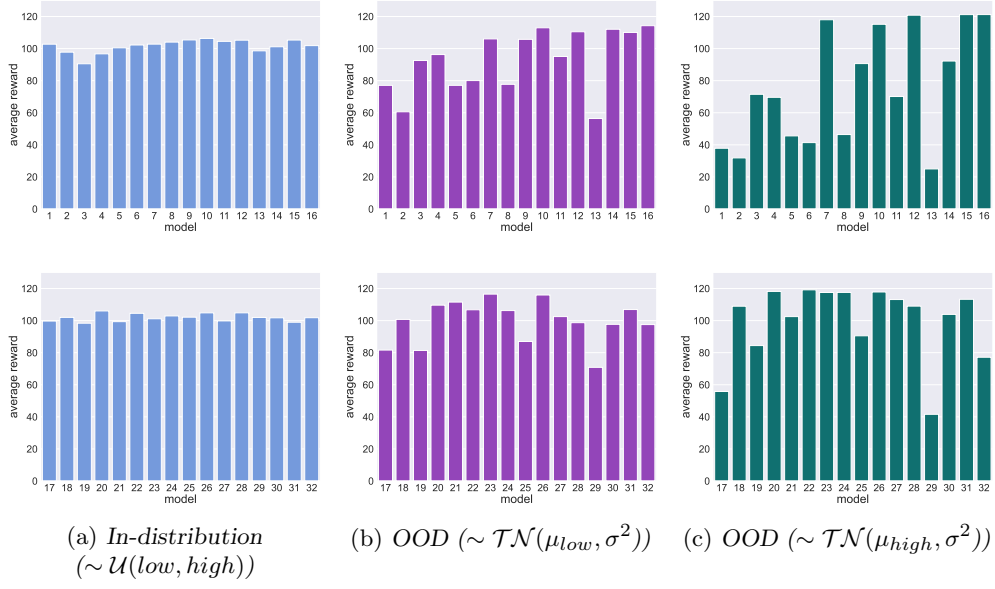 120
100
80
60
40
20
0
average reward
1 2 3 4 5 6 7 8 9 10 11 12 13 14 15 16
model
120
100
80
60
40
20
0
average reward
1 2 3 4 5 6 7 8 9 10 11 12 13 14 15 16
model
120
100
80
60
40
20
0
average reward
1 2 3 4 5 6 7 8 9 10 11 12 13 14 15 16
model
120
100
80
60
40
20
0
average reward
17 18 19 20 21 22 23 24 25 26 27 28 29 30 31 32
model
120
100
80
60
40
20
0
average reward
17 18 19 20 21 22 23 24 25 26 27 28 29 30 31 32
model
120
100
80
60
40
20
0
average reward
17 18 19 20 21 22 23 24 25 26 27 28 29 30 31 32
model
(a) In-distribution
(∼ 𝒰(low, high))
(b) OOD (∼ 𝒯𝒩(μ_low, σ²))
(c) OOD (∼ 𝒯𝒩(μ_high, σ²))